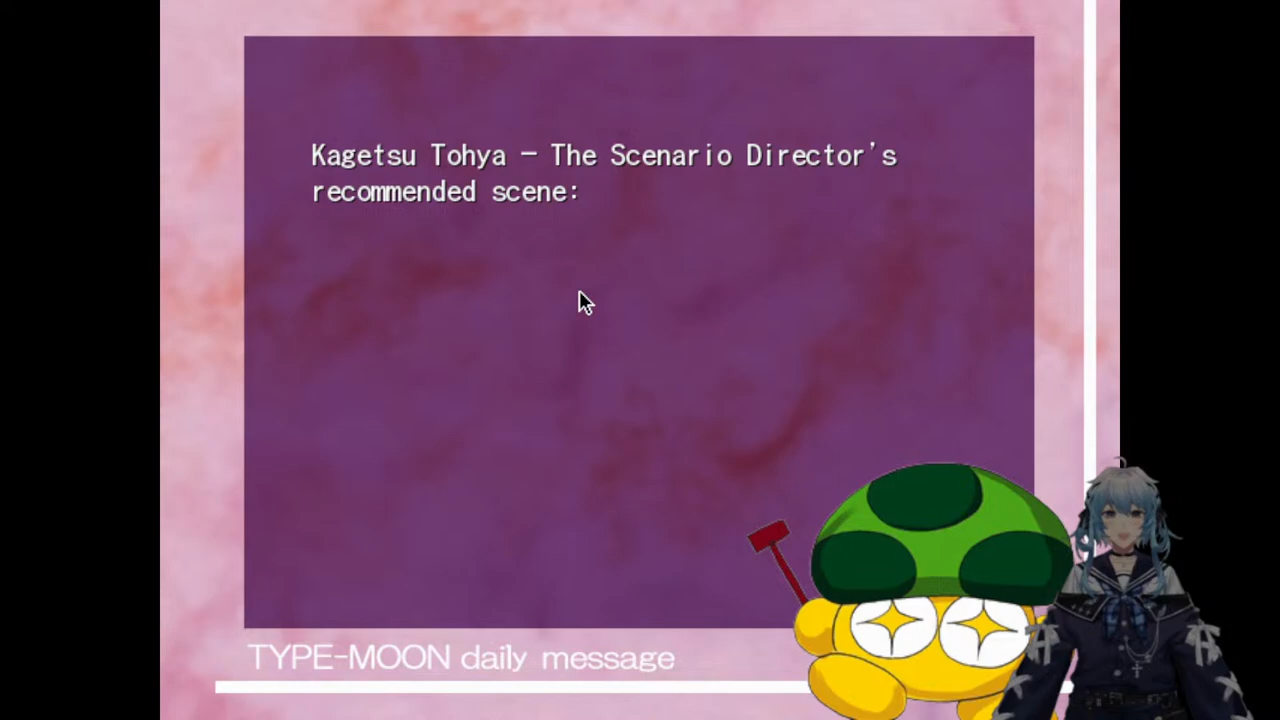 Kagetsu Tohya — The Scenario Director's
recommended scene:
TYPE-MOON daily message